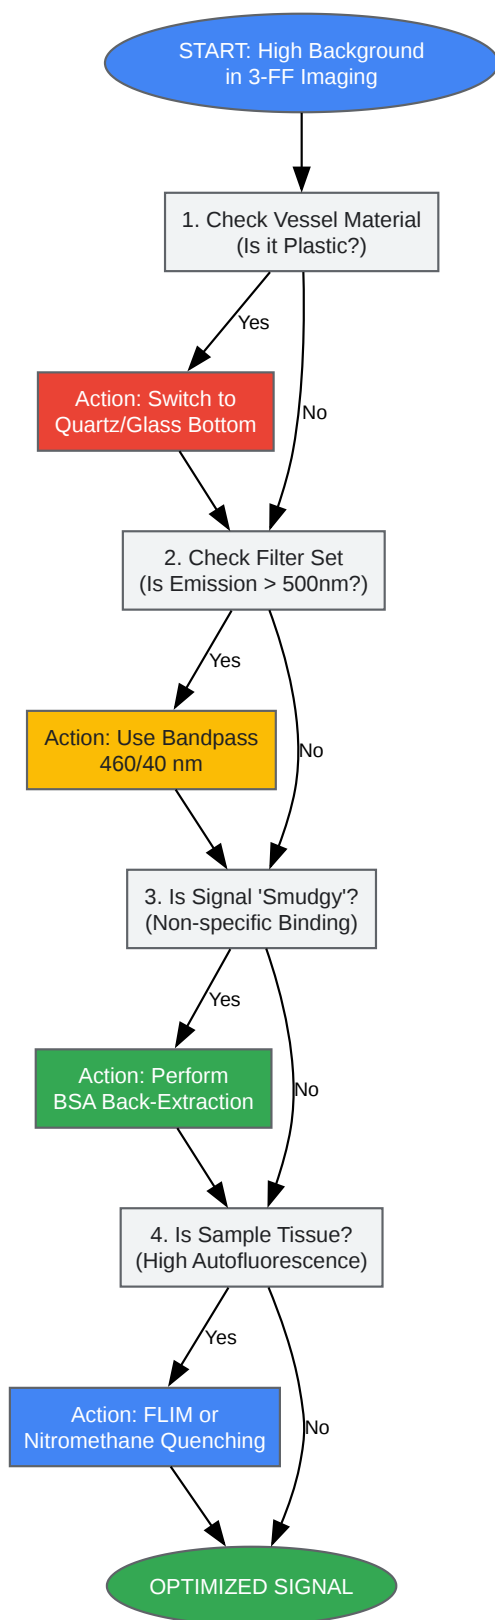 START: High Background
in 3-FF Imaging
1. Check Vessel Material
(Is it Plastic?)
Yes
Action: Switch to
Quartz/Glass Bottom
No
2. Check Filter Set
(Is Emission > 500nm?)
Yes
Action: Use Bandpass
460/40 nm
No
3. Is Signal 'Smudgy'?
(Non-specific Binding)
Yes
Action: Perform
BSA Back-Extraction
No
4. Is Sample Tissue?
(High Autofluorescence)
Yes
Action: FLIM or
Nitromethane Quenching
No
OPTIMIZED SIGNAL